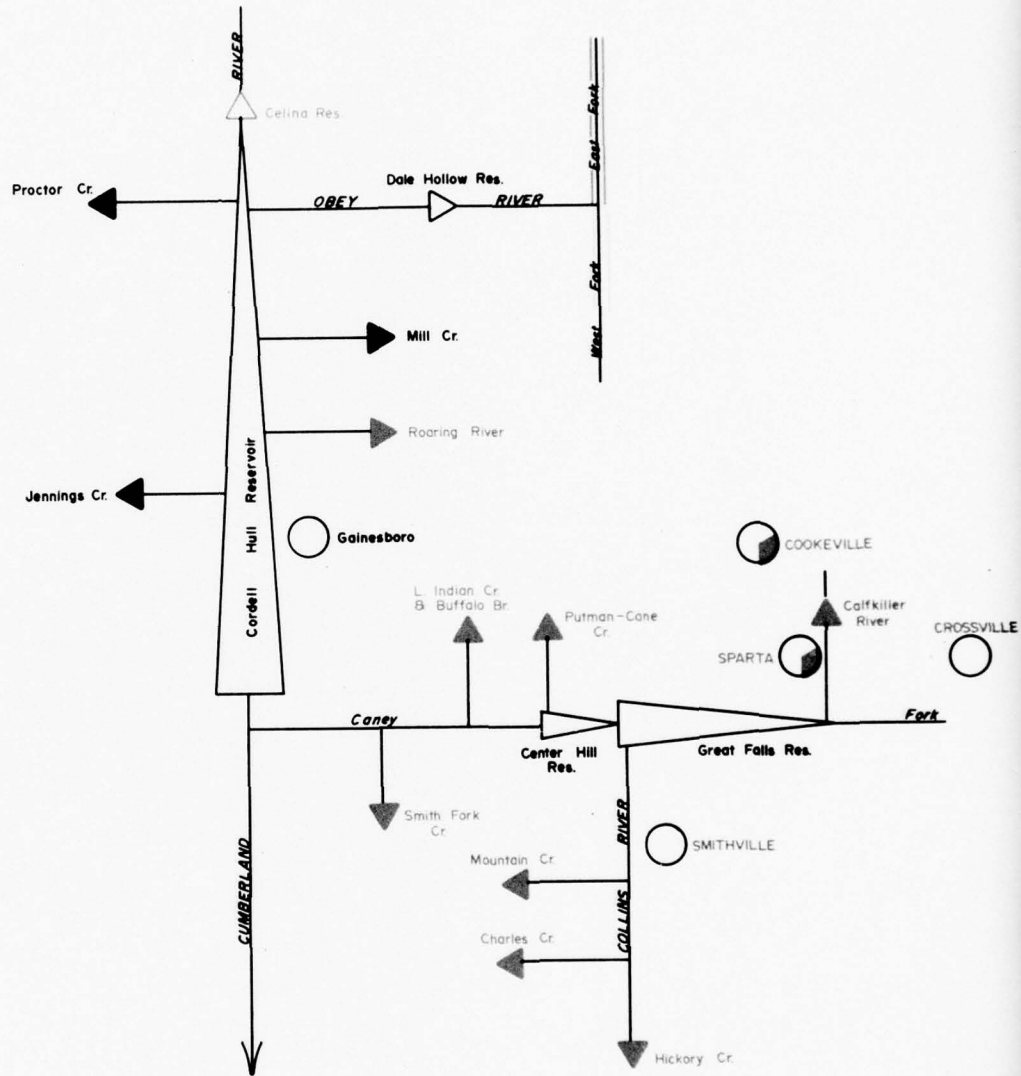 RIVER
Celina Res.
Proctor Cr.
Dale Hollow Res.
OBEY RIVER
East Fork
West Fork
Mill Cr.
Roaring River
Jennings Cr.
Cordell Hull Reservoir
Gainesboro
COOKEVILLE
L. Indian Cr.
& Buffalo Br.
Putman-Cane
Cr.
Calfkiller
River
CROSSVILLE
SPARTA
Caney
Fork
Center Hill
Res.
Great Falls Res.
Smith Fork
Cr.
CUMBERLAND
COLLINS RIVER
SMITHVILLE
Mountain Cr.
Charles Cr.
Hickory Cr.